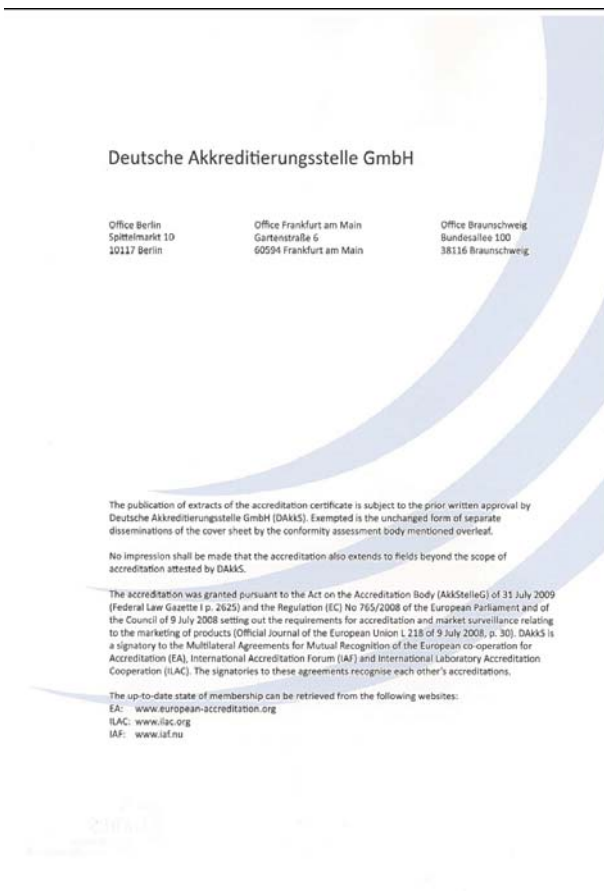 Deutsche Akkreditierungsstelle GmbH
Office Berlin
Spittelmarkt 10
10117 Berlin
Office Frankfurt am Main
Gartenstraße 6
60594 Frankfurt am Main
Office Braunschweig
Bundesallee 100
38116 Braunschweig
The publication of extracts of the accreditation certificate is subject to the prior written approval by
Deutsche Akkreditierungsstelle GmbH (DAkkS). Exempted is the unchanged form of separate
disseminations of the cover sheet by the conformity assessment body mentioned overleaf.
No impression shall be made that the accreditation also extends to fields beyond the scope of
accreditation attested by DAkkS.
The accreditation was granted pursuant to the Act on the Accreditation Body (AkkStelleG) of 31 July 2009
(Federal Law Gazette I p. 2625) and the Regulation (EC) No 765/2008 of the European Parliament and of
the Council of 9 July 2008 setting out the requirements for accreditation and market surveillance relating
to the marketing of products (Official Journal of the European Union L 218 of 9 July 2008, p. 30). DAkkS is
a signatory to the Multilateral Agreements for Mutual Recognition of the European co-operation for
Accreditation (EA), International Accreditation Forum (IAF) and International Laboratory Accreditation
Cooperation (ILAC). The signatories to these agreements recognise each other's accreditations.
The up-to-date state of membership can be retrieved from the following websites:
EA: www.european-accreditation.org
ILAC: www.ilac.org
IAF: www.iaf.nu